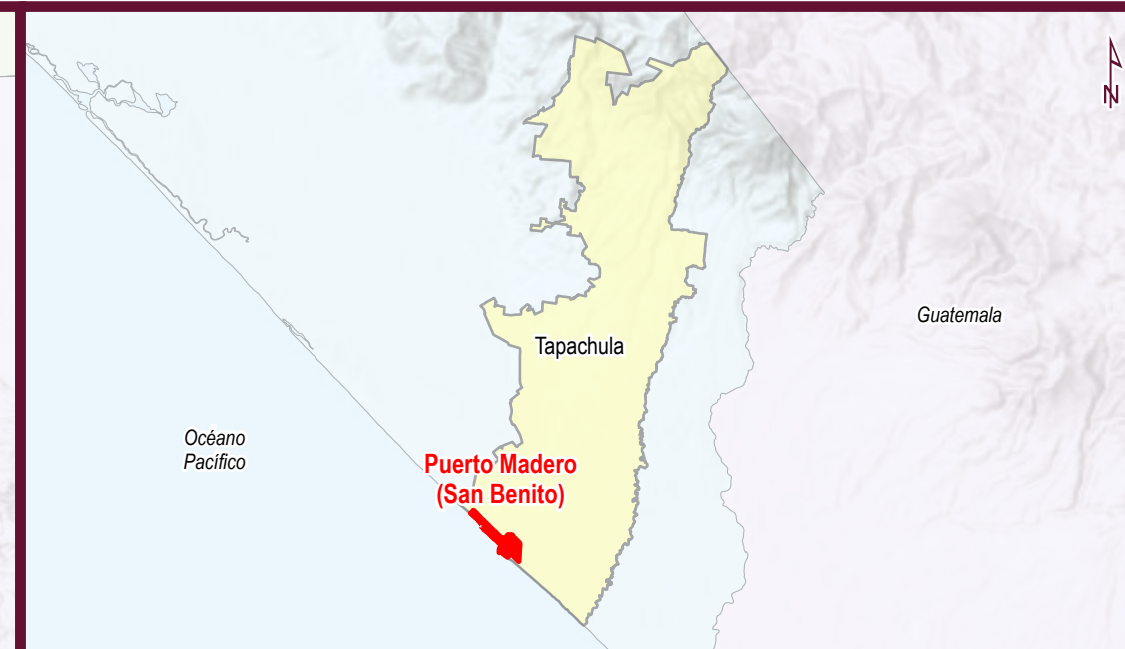 N
Guatemala
Tapachula
Océano
Pacífico
Puerto Madero
(San Benito)